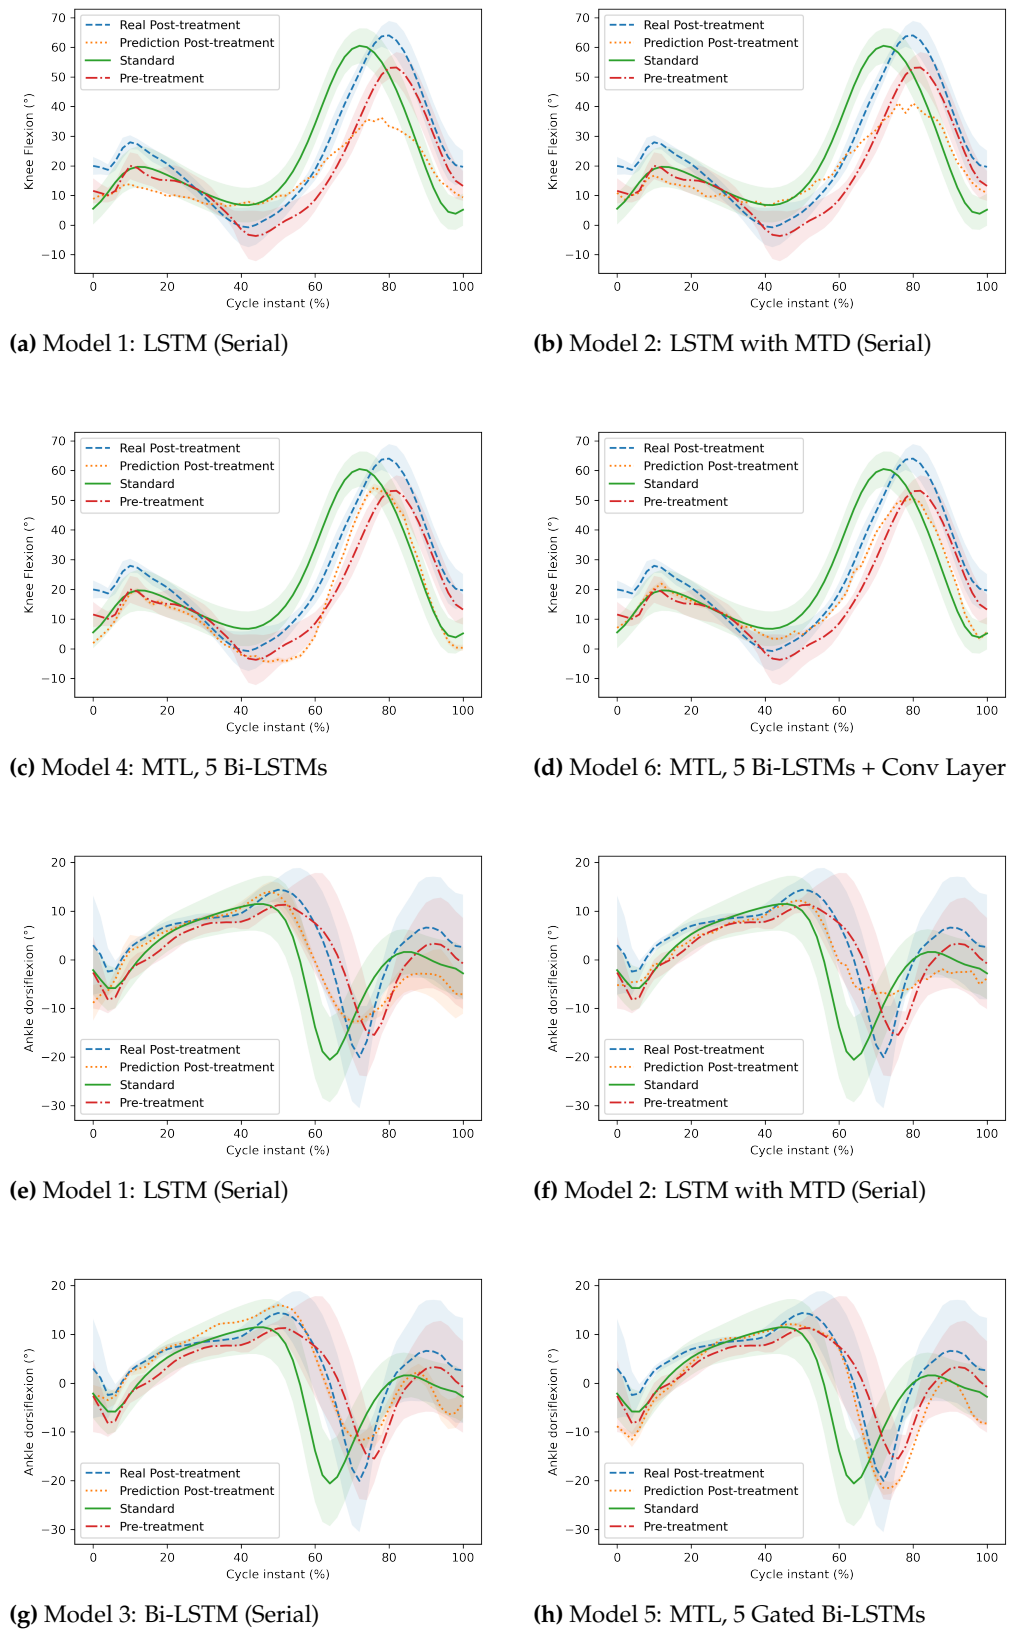 Real Post-treatment
Prediction Post-treatment
Standard
Pre-treatment
Knee Flexion (°)
70
60
50
40
30
20
10
0
−10
0 20 40 60 80 100
Cycle instant (%)
(a) Model 1: LSTM (Serial)
Real Post-treatment
Prediction Post-treatment
Standard
Pre-treatment
Knee Flexion (°)
70
60
50
40
30
20
10
0
−10
0 20 40 60 80 100
Cycle instant (%)
(b) Model 2: LSTM with MTD (Serial)
Real Post-treatment
Prediction Post-treatment
Standard
Pre-treatment
Knee Flexion (°)
70
60
50
40
30
20
10
0
−10
0 20 40 60 80 100
Cycle instant (%)
(c) Model 4: MTL, 5 Bi-LSTMs
Real Post-treatment
Prediction Post-treatment
Standard
Pre-treatment
Knee Flexion (°)
70
60
50
40
30
20
10
0
−10
0 20 40 60 80 100
Cycle instant (%)
(d) Model 6: MTL, 5 Bi-LSTMs + Conv Layer
Ankle dorsiflexion (°)
20
10
0
−10
−20
−30
Real Post-treatment
Prediction Post-treatment
Standard
Pre-treatment
0 20 40 60 80 100
Cycle instant (%)
(e) Model 1: LSTM (Serial)
Ankle dorsiflexion (°)
20
10
0
−10
−20
−30
Real Post-treatment
Prediction Post-treatment
Standard
Pre-treatment
0 20 40 60 80 100
Cycle instant (%)
(f) Model 2: LSTM with MTD (Serial)
Ankle dorsiflexion (°)
20
10
0
−10
−20
−30
Real Post-treatment
Prediction Post-treatment
Standard
Pre-treatment
0 20 40 60 80 100
Cycle instant (%)
(g) Model 3: Bi-LSTM (Serial)
Ankle dorsiflexion (°)
20
10
0
−10
−20
−30
Real Post-treatment
Prediction Post-treatment
Standard
Pre-treatment
0 20 40 60 80 100
Cycle instant (%)
(h) Model 5: MTL, 5 Gated Bi-LSTMs